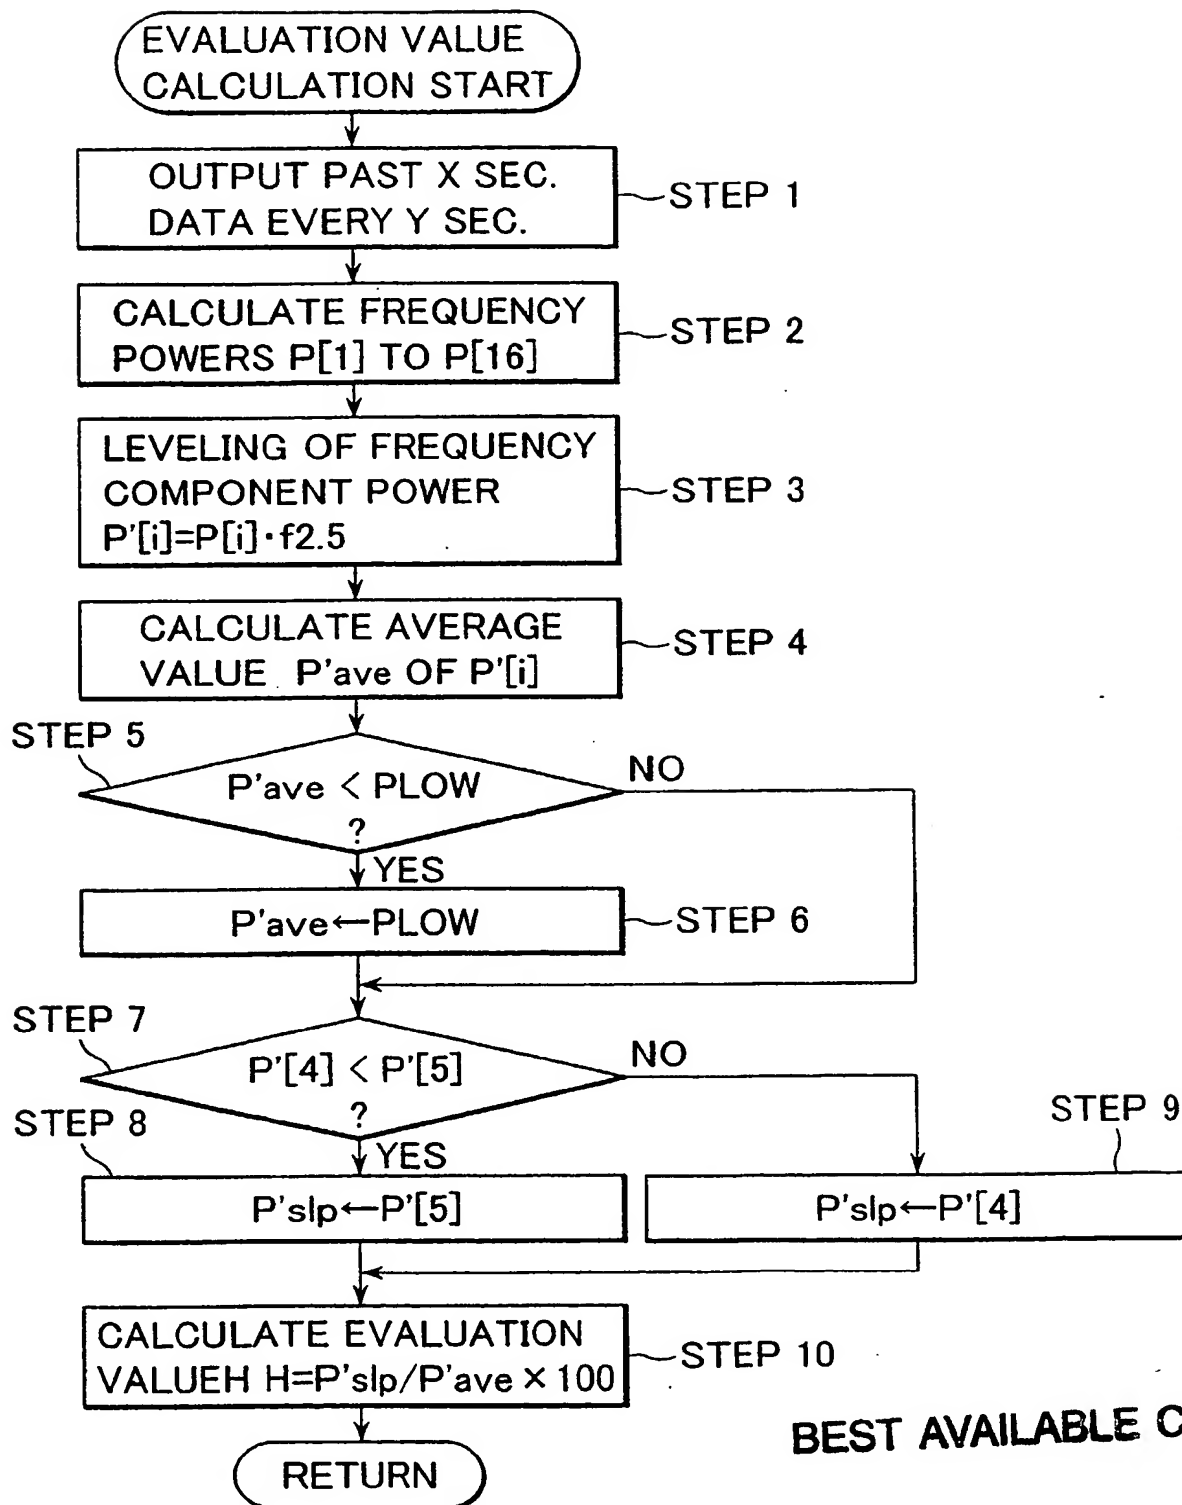 EVALUATION VALUE
CALCULATION START
OUTPUT PAST X SEC.
DATA EVERY Y SEC.
STEP 1
CALCULATE FREQUENCY
POWERS P[1] TO P[16]
STEP 2
LEVELING OF FREQUENCY
COMPONENT POWER
P'[i]=P[i]·f2.5
STEP 3
CALCULATE AVERAGE
VALUE P'ave OF P'[i]
STEP 4
STEP 5
P'ave < PLOW
?
NO
YES
P'ave←PLOW
STEP 6
STEP 7
P'[4] < P'[5]
?
NO
STEP 8
YES
STEP 9
P'slp←P'[5]
P'slp←P'[4]
CALCULATE EVALUATION
VALUEH H=P'slp/P'ave × 100
STEP 10
RETURN
BEST AVAILABLE C